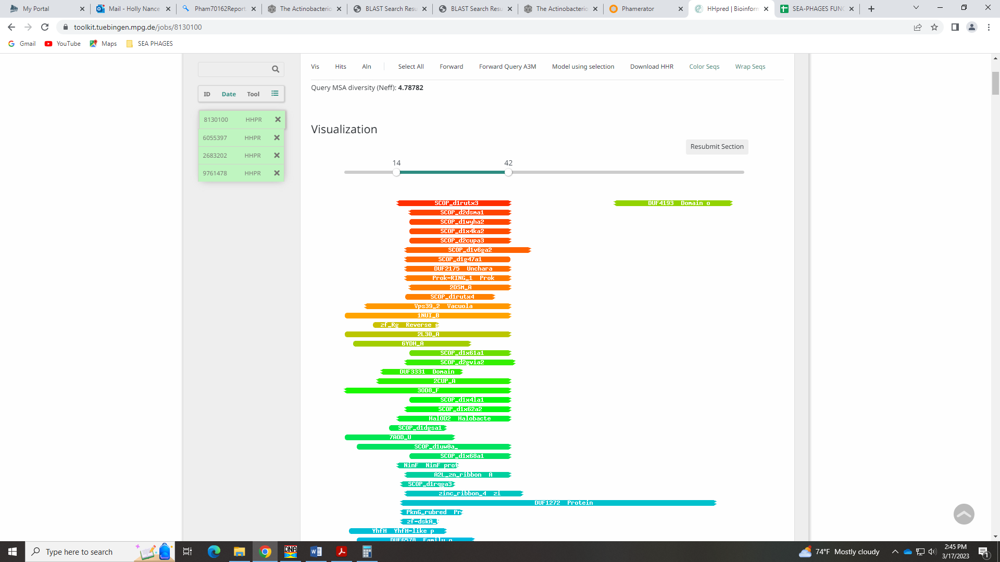 My Portal
Mail - Holly Nance
Pham70162Report.
The Actinobacterio
BLAST Search Resu
BLAST Search Resu
The Actinobacterio
Phamerator
HHpred | Bioinform
SEA-PHAGES FUNC
toolkit.tuebingen.mpg.de/jobs/8130100
Gmail
YouTube
Maps
SEA PHAGES
Vis Hits Aln Select All Forward Forward Query A3M Model using selection Download HHR Color Seqs Wrap Seqs
Query MSA diversity (Neff): 4.78782
ID Date Tool
8130100 HHPR
6055397 HHPR
2683202 HHPR
9761478 HHPR
Visualization
Resubmit Section
14 42
SCOP_d1rutx3 DUF4193 Domain o
SCOP_d2dsma1
SCOP_d1wyha2
SCOP_d1x4ka2
SCOP_d2cupa3
SCOP_d1v6ga2
SCOP_d1g47a1
DUF2175 Unchara
Prok-RING_1 Prok
2DSM_A
SCOP_d1rutx4
Vps39_2 Vacuola
1NUI_B
zf_Rg Reverse g
2L30_A
6YDH_A
SCOP_d1x61a1
SCOP_d2gvia2
DUF3331 Domain
2CUP_A
3OD8_F
SCOP_d1x4la1
SCOP_d1x62a2
HalOD2 Halobacte
SCOP_d1dgsa1
7AOD_U
SCOP_d1uw0a_
SCOP_d1x68a1
NinF NinF prot
A2L_zn_ribbon A
SCOP_d1rqga3
zinc_ribbon_4 zi
DUF1272 Protein
PknG_rubred Pr
zf-dskA_
YhfH YhfH-like p
DUF6578 Family o
Type here to search
DNA
74°F Mostly cloudy
2:45 PM
3/17/2023
1